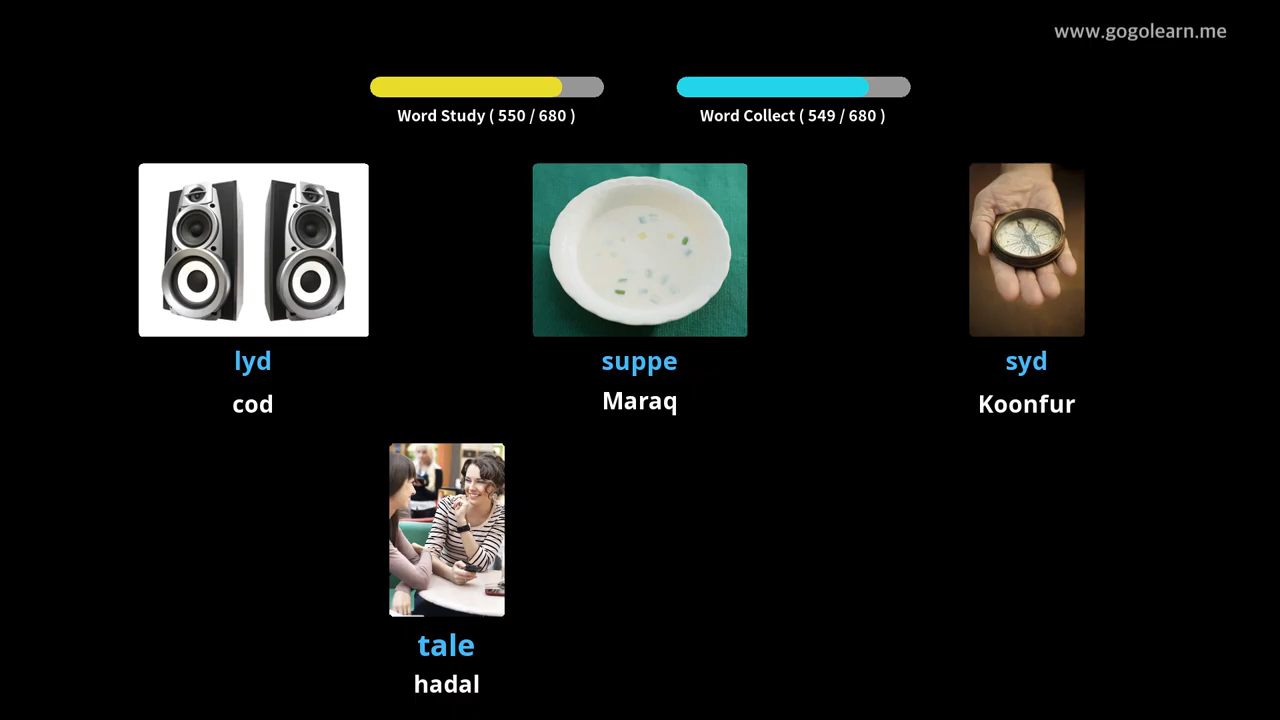 www.gogolearn.me
Word Study ( 550 / 680 )
Word Collect ( 549 / 680 )
lyd
cod
suppe
Maraq
syd
Koonfur
tale
hadal